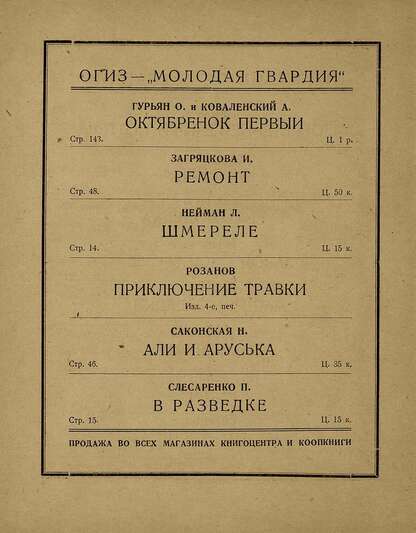 ОГИЗ — „МОЛОДАЯ ГВАРДИЯ“
ГУРЬЯН О. и КОВАЛЕНСКИЙ А.
ОКТЯБРЕНОК ПЕРВЫЙ
Стр. 143. Ц. 1 р.
ЗАГРЯЦКОВА И.
РЕМОНТ
Стр. 48. Ц. 50 к.
НЕЙМАН Л.
ШМЕРЕЛЕ
Стр. 14. Ц. 15 к.
РОЗАНОВ
ПРИКЛЮЧЕНИЕ ТРАВКИ
Изд. 4-е, печ.
САКОНСКАЯ Н.
АЛИ И АРУСЬКА
Стр. 46. Ц. 35 к.
СЛЕСАРЕНКО П.
В РАЗВЕДКЕ
Стр. 15. Ц. 15 к.
ПРОДАЖА ВО ВСЕХ МАГАЗИНАХ КНИГОЦЕНТРА И КООПКНИГИ